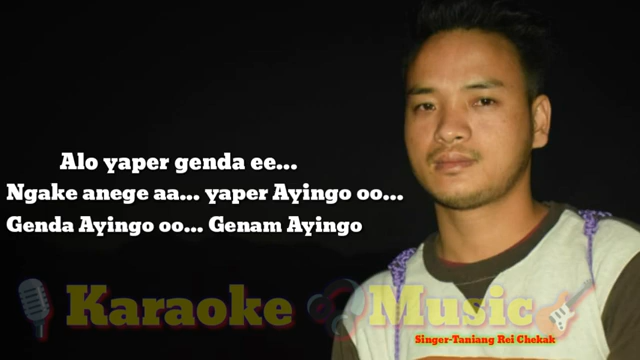 Alo yaper genda ee...
Ngake anege aa... yaper Ayingo oo...
Genda Ayingo oo... Genam Ayingo
Karaoke Music
Singer-Taniang Rei Chekak